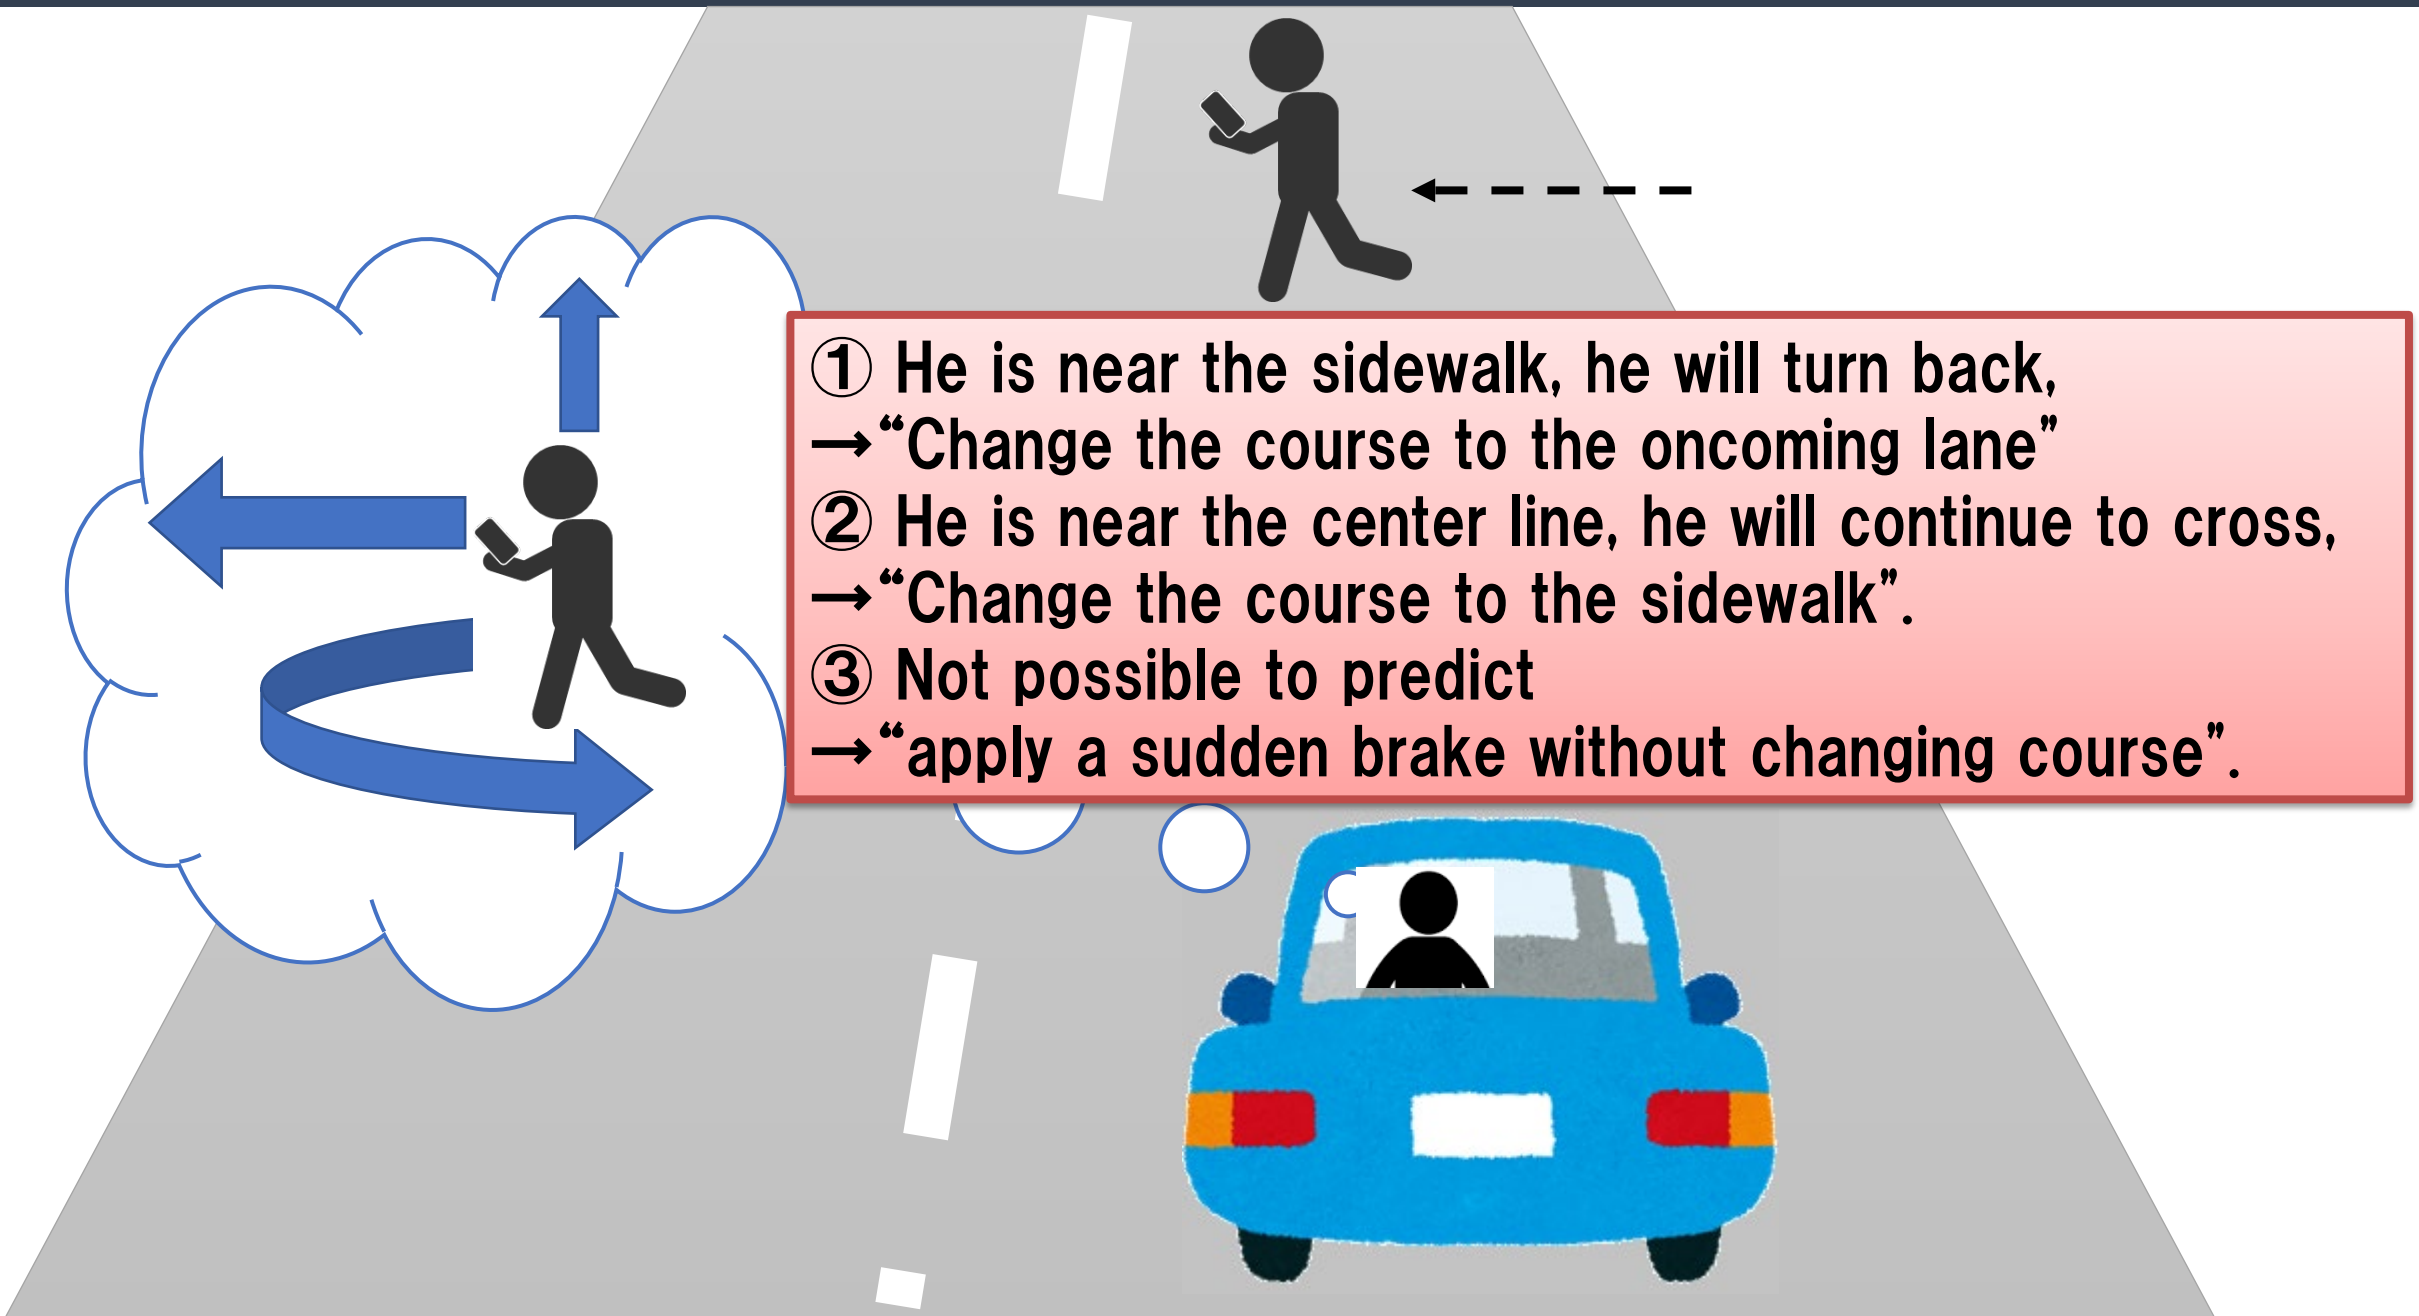 ① He is near the sidewalk, he will turn back,
→“Change the course to the oncoming lane”
② He is near the center line, he will continue to cross,
→“Change the course to the sidewalk”.
③ Not possible to predict
→“apply a sudden brake without changing course”.